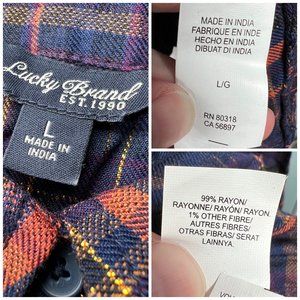 Lucky Brand
EST. 1990
L
MADE IN
INDIA
MADE IN INDIA
FABRIQUE EN INDE
HECHO EN INDIA
DIBUAT DI INDIA
L/G
RN 80318
CA 56897
99% RAYON/
RAYONNE/ RAYÓN/ RAYON.
1% OTHER FIBRE/
AUTRES FIBRES/
OTRAS FIBRAS/ SERAT
LAINNYA.